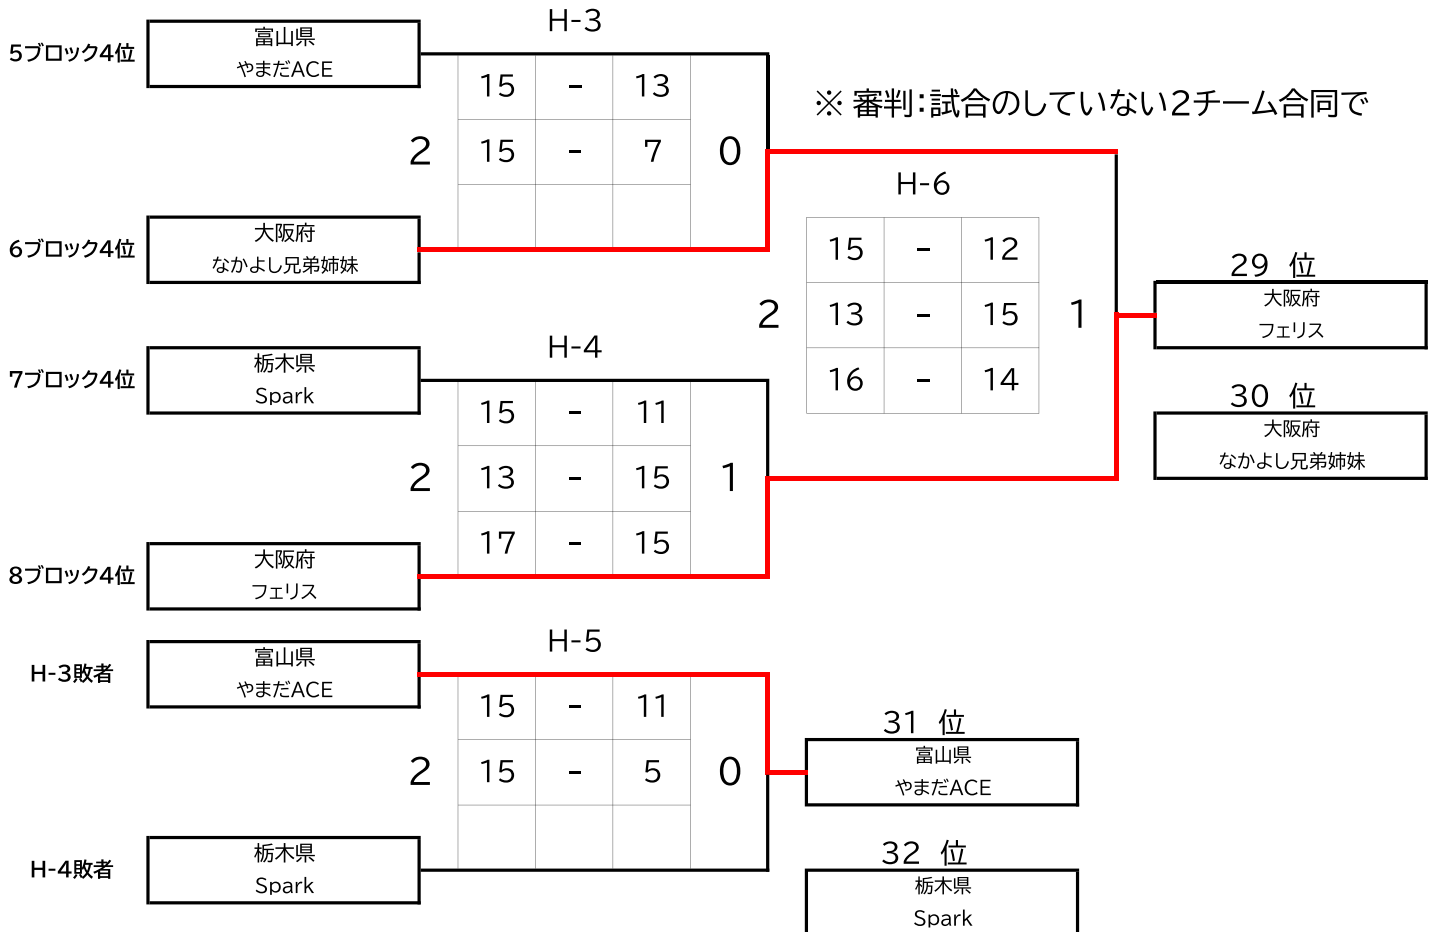 H-3
5ブロック4位
富山県
やまだACE
15 - 13
※ 審判：試合のしていない2チーム合同で
2 15 - 7 0
H-6
6ブロック4位
大阪府
なかよし兄弟姉妹
15 - 12
2 13 - 15 1
16 - 14
29 位
大阪府
フェリス
H-4
7ブロック4位
栃木県
Spark
15 - 11
2 13 - 15 1
17 - 15
30 位
大阪府
なかよし兄弟姉妹
8ブロック4位
大阪府
フェリス
H-5
H-3敗者
富山県
やまだACE
15 - 11
2 15 - 5 0
31 位
富山県
やまだACE
H-4敗者
栃木県
Spark
32 位
栃木県
Spark